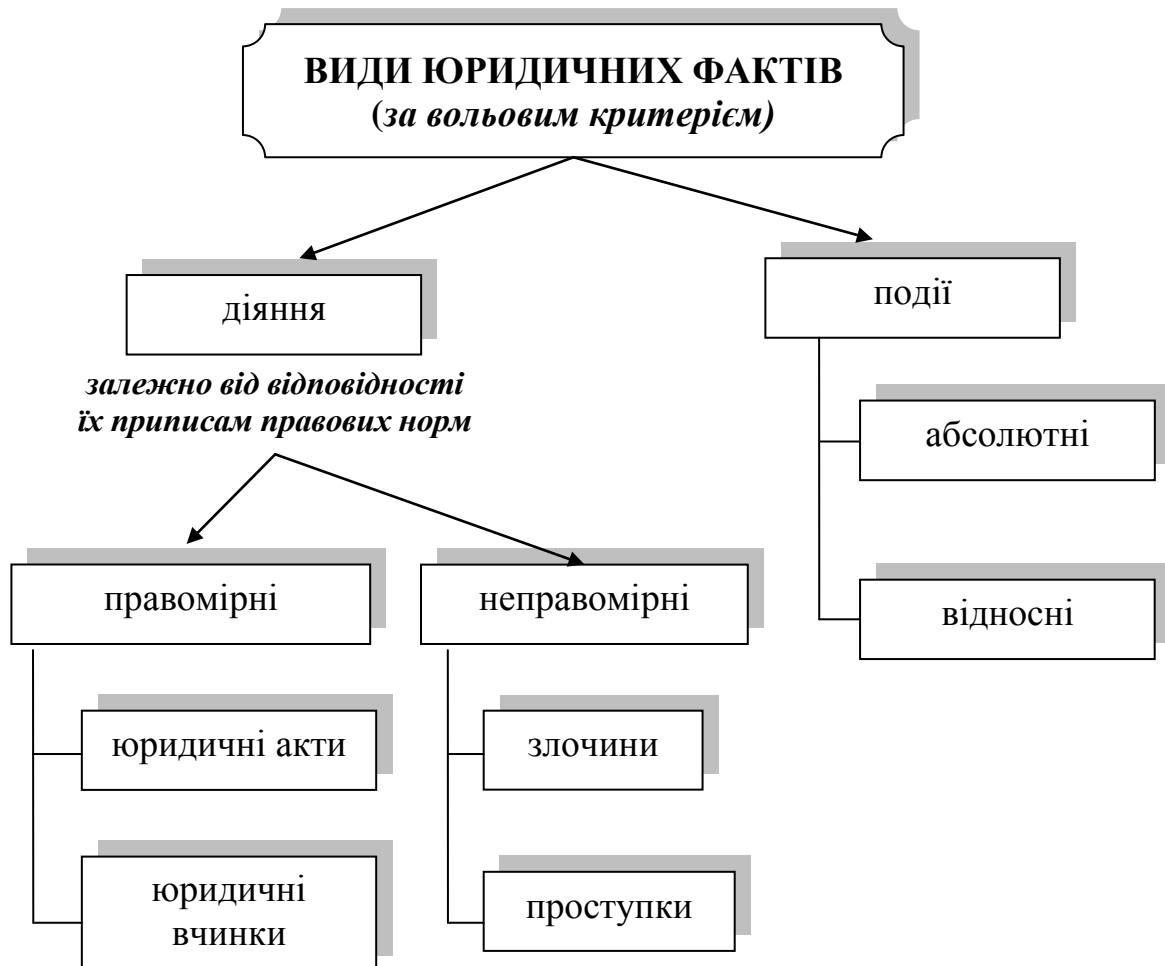 ВИДИ ЮРИДИЧНИХ ФАКТІВ
(за вольовим критерієм)
діяння
події
залежно від відповідності
їх приписам правових норм
абсолютні
правомірні
неправомірні
відносні
юридичні акти
злочини
юридичні
вчинки
проступки